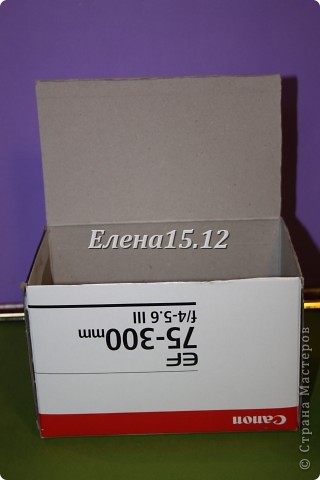 Елена15.12
EF
75-300mm
f/4-5.6 III
Canon
© Страна Мастеров